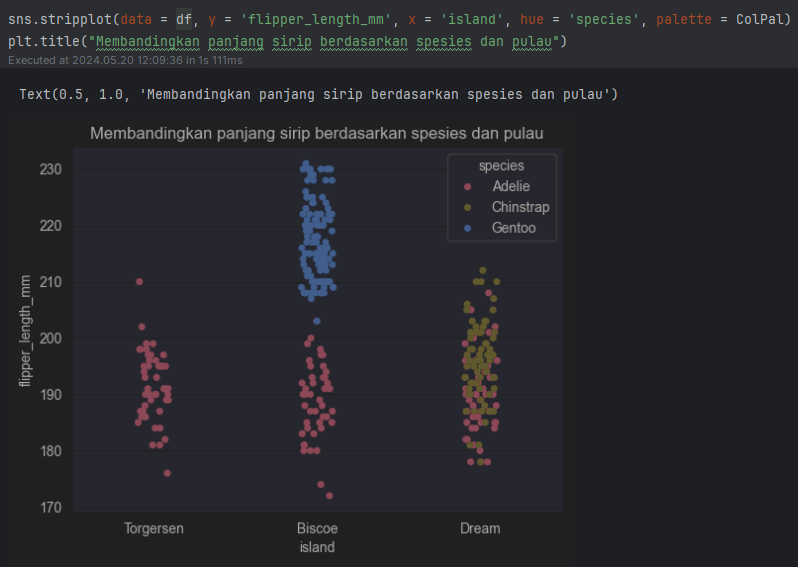 sns.stripplot(data = df, y = 'flipper_length_mm', x = 'island', hue = 'species', palette = ColPal)
plt.title("Membandingkan panjang sirip berdasarkan spesies dan pulau")
Executed at 2024.05.20 12:09:36 in 1s 111ms
Text(0.5, 1.0, 'Membandingkan panjang sirip berdasarkan spesies dan pulau')
Membandingkan panjang sirip berdasarkan spesies dan pulau
species
Adelie
Chinstrap
Gentoo
flipper_length_mm
230
220
210
200
190
180
170
Torgersen Biscoe Dream
island